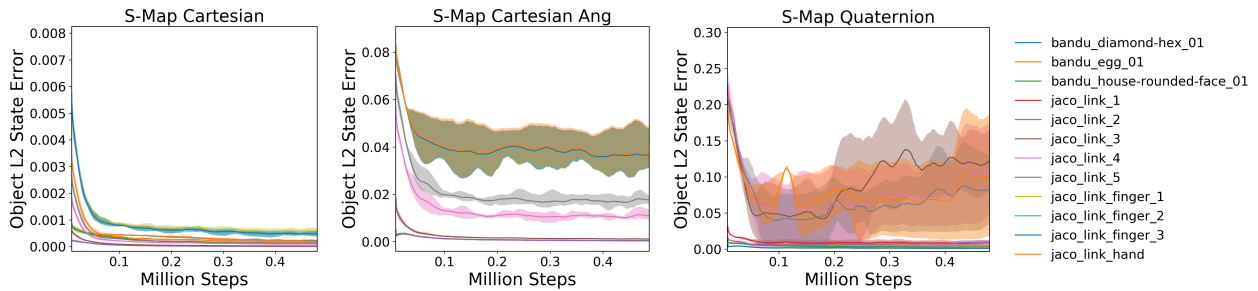 S-Map Cartesian
Object L2 State Error
0.008
0.007
0.006
0.005
0.004
0.003
0.002
0.001
0.000
0.1 0.2 0.3 0.4
Million Steps
S-Map Cartesian Ang
Object L2 State Error
0.08
0.06
0.04
0.02
0.00
0.1 0.2 0.3 0.4
Million Steps
S-Map Quaternion
Object L2 State Error
0.30
0.25
0.20
0.15
0.10
0.05
0.00
0.1 0.2 0.3 0.4
Million Steps
bandu_diamond-hex_01
bandu_egg_01
bandu_house-rounded-face_01
jaco_link_1
jaco_link_2
jaco_link_3
jaco_link_4
jaco_link_5
jaco_link_finger_1
jaco_link_finger_2
jaco_link_finger_3
jaco_link_hand